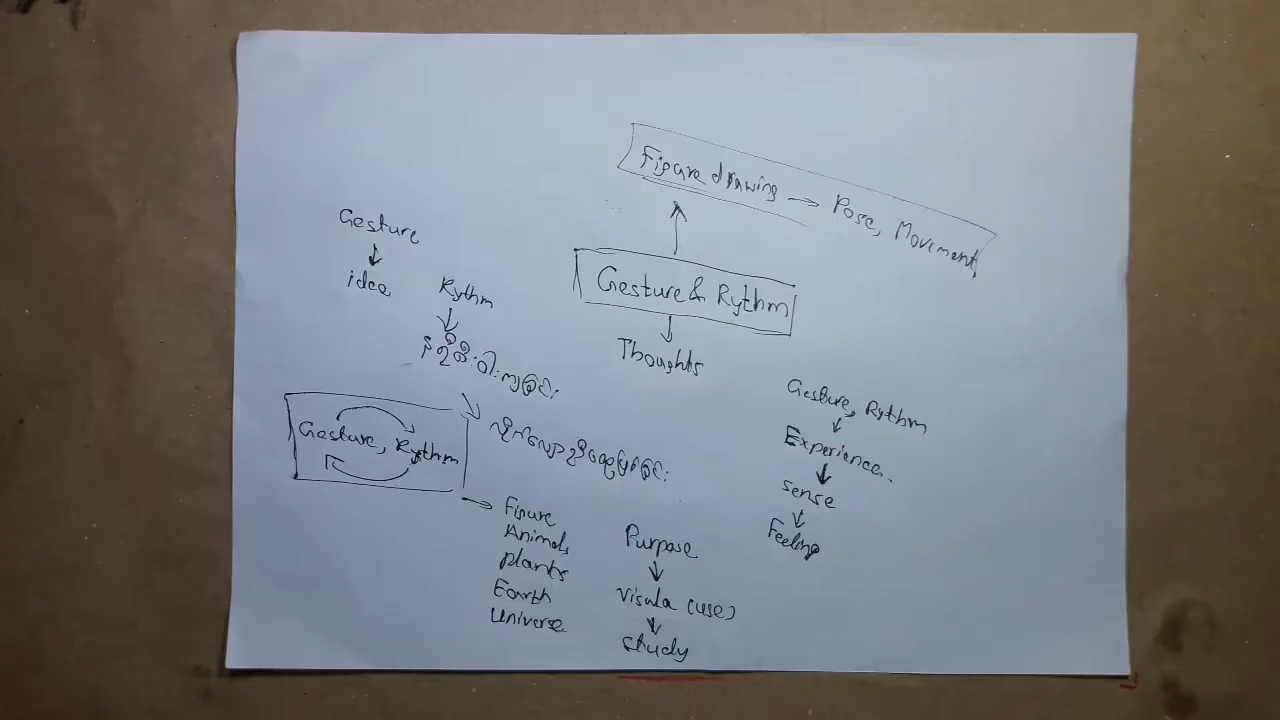 Figure drawing → Pose, Movement,
Gesture & Rythm
Thoughts
Gesture
↓
idea
Rythm
↓
Gesture, Rythm
Figure
Animals
plants
Earth
Universe
Purpose
↓
Visula (use)
↓
study
Gesture, Rythm
↓
Experience..
↓
sense
↓
Feeling